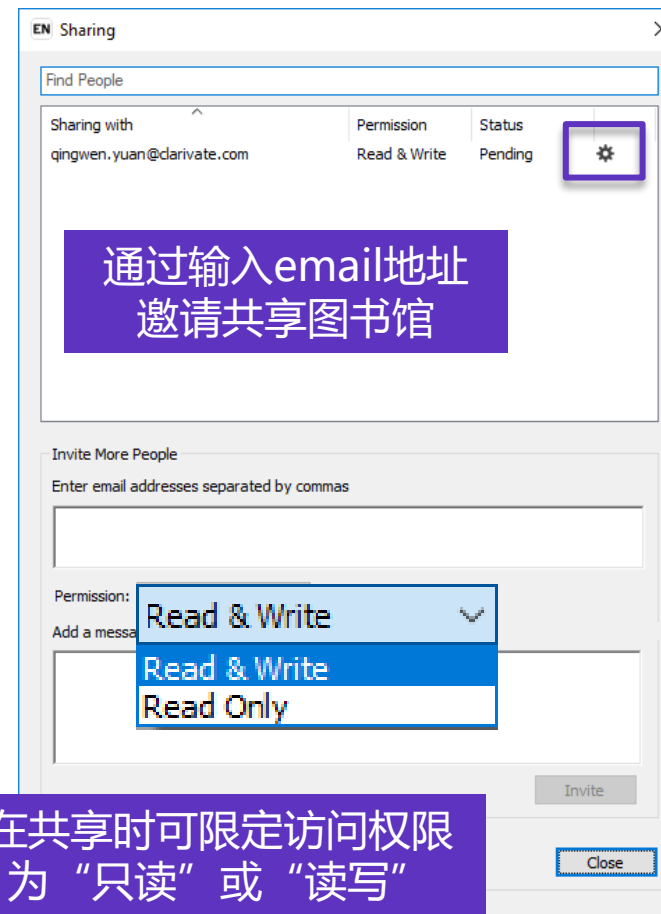 EN Sharing
Find People
Sharing with Permission Status
qingwen.yuan@clarivate.com Read & Write Pending
通过输入email地址
邀请共享图书馆
Invite More People
Enter email addresses separated by commas
Permission:
Read & Write
Add a messa
Read & Write
Read Only
Invite
在共享时可限定访问权限
为“只读”或“读写”
Close